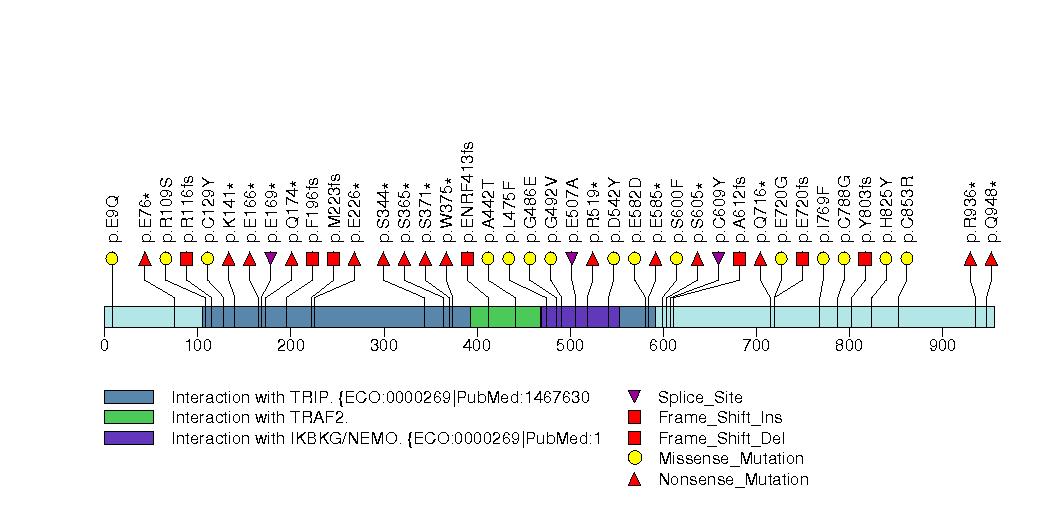 p.E9Q
p.E76*
p.R109S
p.R116fs
p.C129Y
p.K141*
p.E166*
p.E169*
p.Q174*
p.F196fs
p.M223fs
p.E226*
p.S344*
p.S365*
p.S371*
p.W375*
p.ENRF413fs
p.A442T
p.L475F
p.G486E
p.G492V
p.E507A
p.R519*
p.D542Y
p.E582D
p.E585*
p.S600F
p.S605*
p.C609Y
p.A612fs
p.Q716*
p.E720G
p.E720fs
p.I769F
p.C788G
p.Y803fs
p.H825Y
p.C853R
p.R936*
p.Q948*
0 100 200 300 400 500 600 700 800 900
Interaction with TRIP. {ECO:0000269|PubMed:1467630
Interaction with TRAF2.
Interaction with IKBKG/NEMO. {ECO:0000269|PubMed:1
Splice_Site
Frame_Shift_Ins
Frame_Shift_Del
Missense_Mutation
Nonsense_Mutation